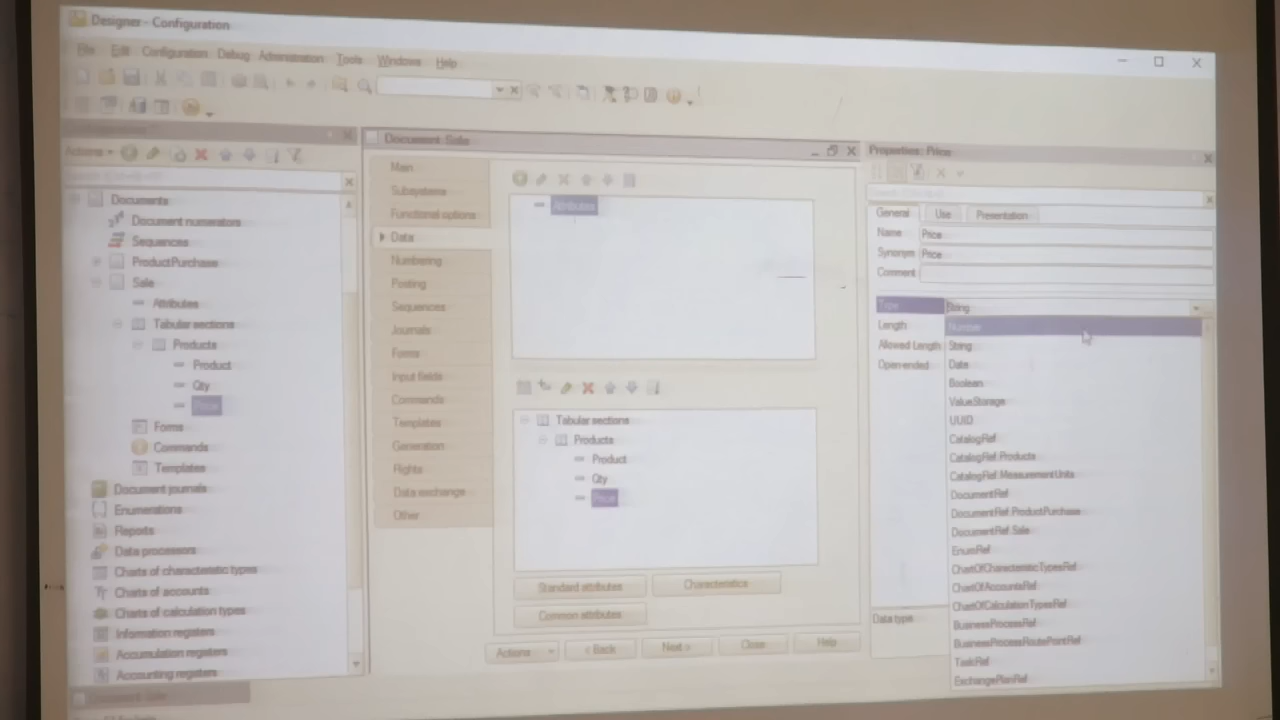 Designer - Configuration
File Edit Configuration Debug Administration Tools Windows Help
Actions
Documents
Document numerators
Sequences
ProductPurchase
Sale
Attributes
Tabular sections
Products
Product
Qty
Price
Forms
Commands
Templates
Document journals
Enumerations
Reports
Data processors
Charts of characteristic types
Charts of accounts
Charts of calculation types
Information registers
Accumulation registers
Accounting registers
Document: Sale
Document: Sale
Main
Subsystems
Functional options
Data
Numbering
Posting
Sequences
Journals
Forms
Input fields
Commands
Templates
Generation
Rights
Data exchange
Other
Attributes
Tabular sections
Products
Product
Qty
Price
Standard attributes
Characteristics
Common attributes
Actions
< Back
Next >
Close
Help
Properties: Price
General Use Presentation
Name Price
Synonym Price
Comment
Type String
Length
Allowed Length
Open-ended
Number
String
Date
Boolean
ValueStorage
UUID
CatalogRef
CatalogRef.Products
CatalogRef.MeasurementUnits
DocumentRef
DocumentRef.ProductPurchase
DocumentRef.Sale
EnumRef
ChartOfCharacteristicTypesRef
ChartOfAccountsRef
ChartOfCalculationTypesRef
BusinessProcessRef
BusinessProcessRoutePointRef
TaskRef
ExchangePlanRef
Data type